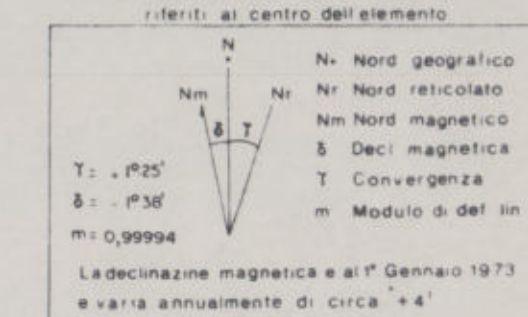 riferiti al centro dell elemento
N
Nm
Nr
δ
γ
N* Nord geografico
Nr Nord reticolato
Nm Nord magnetico
δ Decl magnetica
γ Convergenza
m Modulo di def lin
γ = + 1°25'
δ = - 1°38'
m = 0,99994
La declinazine magnetica e al 1° Gennaio 1973
e varia annualmente di circa + 4'